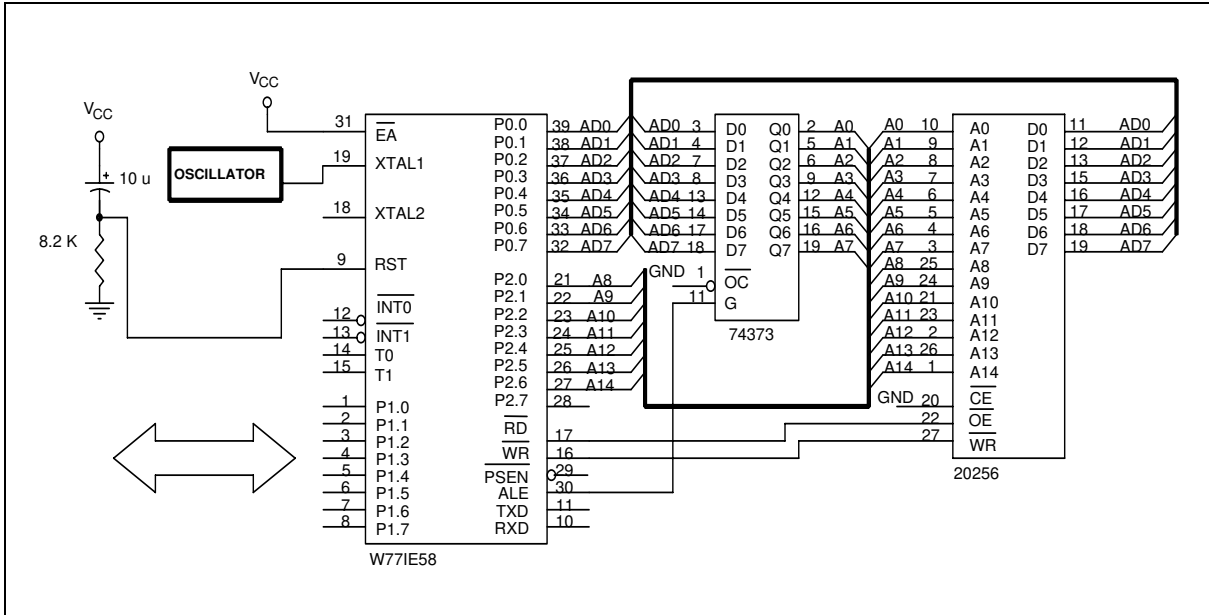 VCC
10 u
8.2 K
OSCILLATOR
VCC
31 EA
19 XTAL1
18 XTAL2
9 RST
12 INT0
13 INT1
14 T0
15 T1
1 P1.0
2 P1.1
3 P1.2
4 P1.3
5 P1.4
6 P1.5
7 P1.6
8 P1.7
P0.0 39 AD0
P0.1 38 AD1
P0.2 37 AD2
P0.3 36 AD3
P0.4 35 AD4
P0.5 34 AD5
P0.6 33 AD6
P0.7 32 AD7
P2.0 21 A8
P2.1 22 A9
P2.2 23 A10
P2.3 24 A11
P2.4 25 A12
P2.5 26 A13
P2.6 27 A14
P2.7 28
RD 17
WR 16
PSEN 29
ALE 30
TXD 11
RXD 10
W77IE58
AD0 3 D0 Q0 2 A0
AD1 4 D1 Q1 5 A1
AD2 7 D2 Q2 6 A2
AD3 8 D3 Q3 9 A3
AD4 13 D4 Q4 12 A4
AD5 14 D5 Q5 15 A5
AD6 17 D6 Q6 16 A6
AD7 18 D7 Q7 19 A7
GND 1 OC
11 G
74373
A0 10 A0 D0 11 AD0
A1 9 A1 D1 12 AD1
A2 8 A2 D2 13 AD2
A3 7 A3 D3 15 AD3
A4 6 A4 D4 16 AD4
A5 5 A5 D5 17 AD5
A6 4 A6 D6 18 AD6
A7 3 A7 D7 19 AD7
A8 25 A8
A9 24 A9
A10 21 A10
A11 23 A11
A12 2 A12
A13 26 A13
A14 1 A14
GND 20 CE
22 OE
27 WR
20256